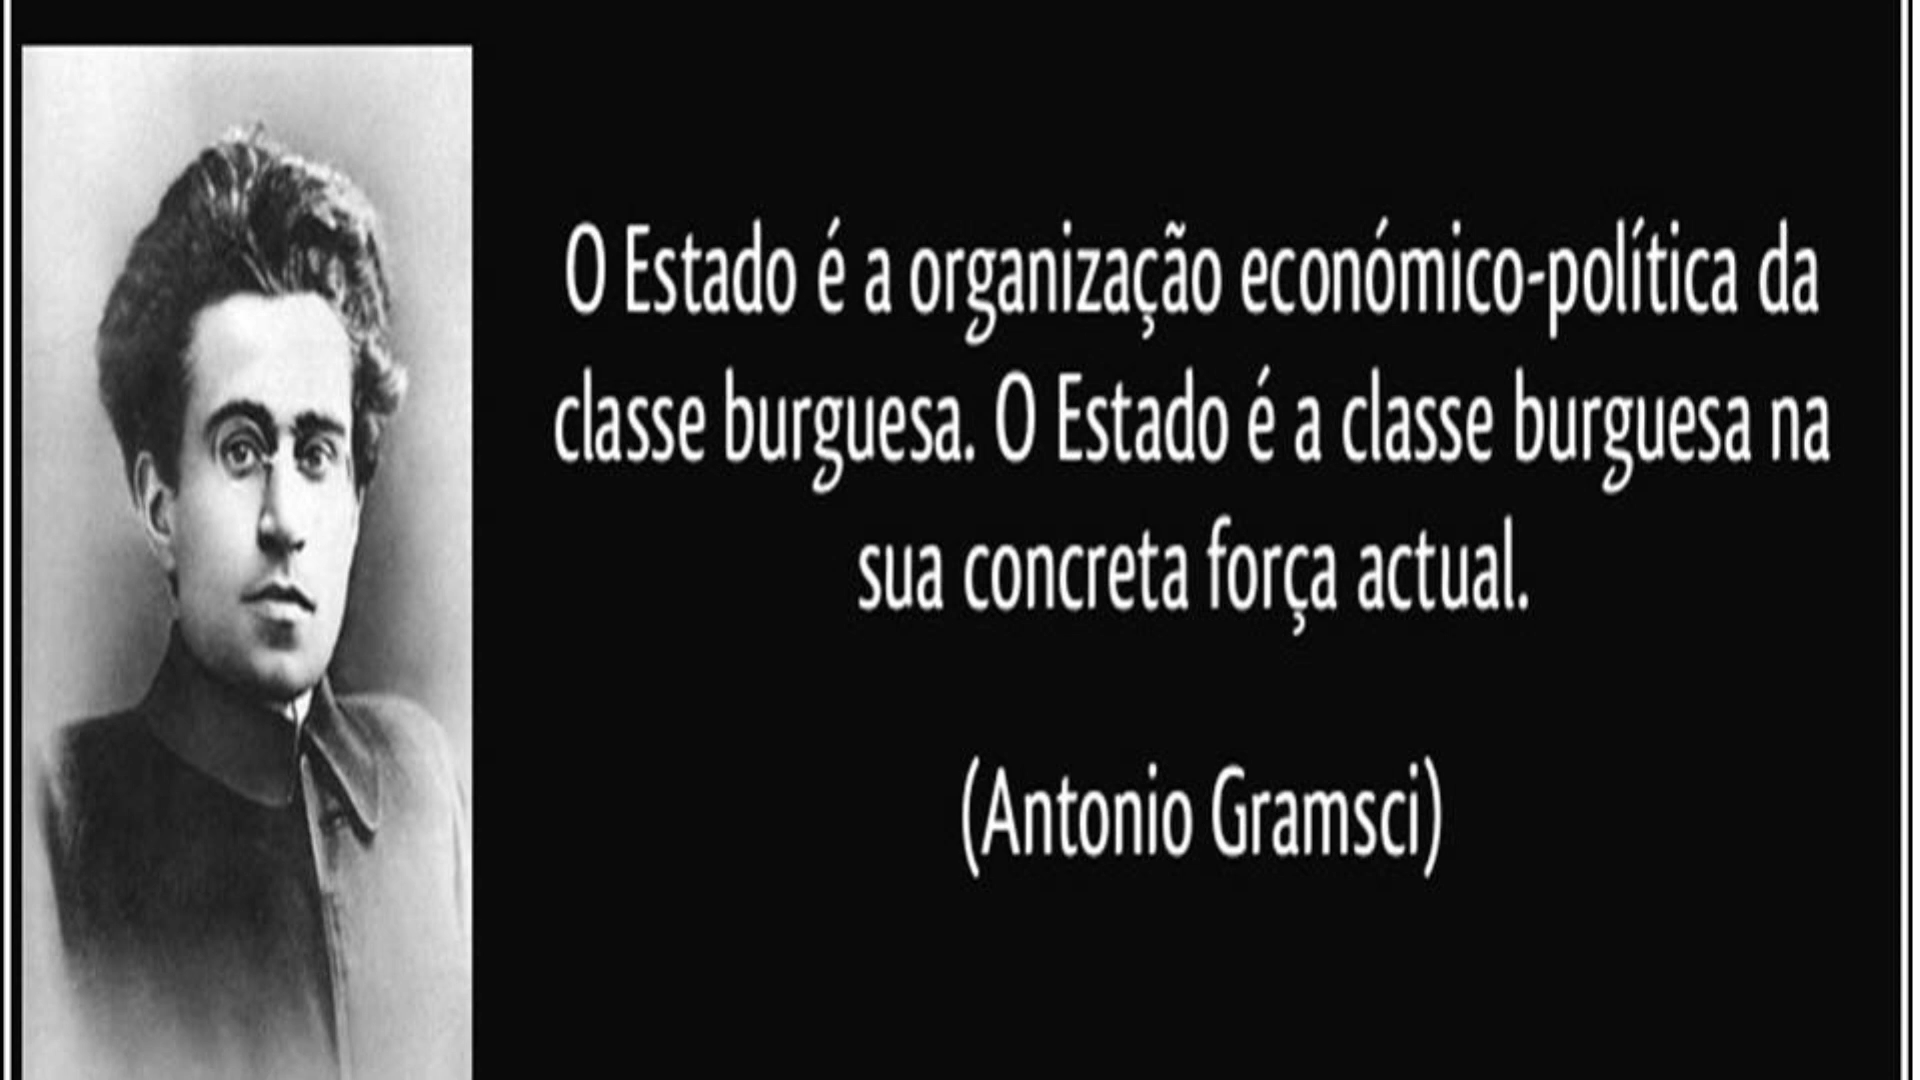 O Estado é a organização económico-política da
classe burguesa. O Estado é a classe burguesa na
sua concreta força actual.
(Antonio Gramsci)